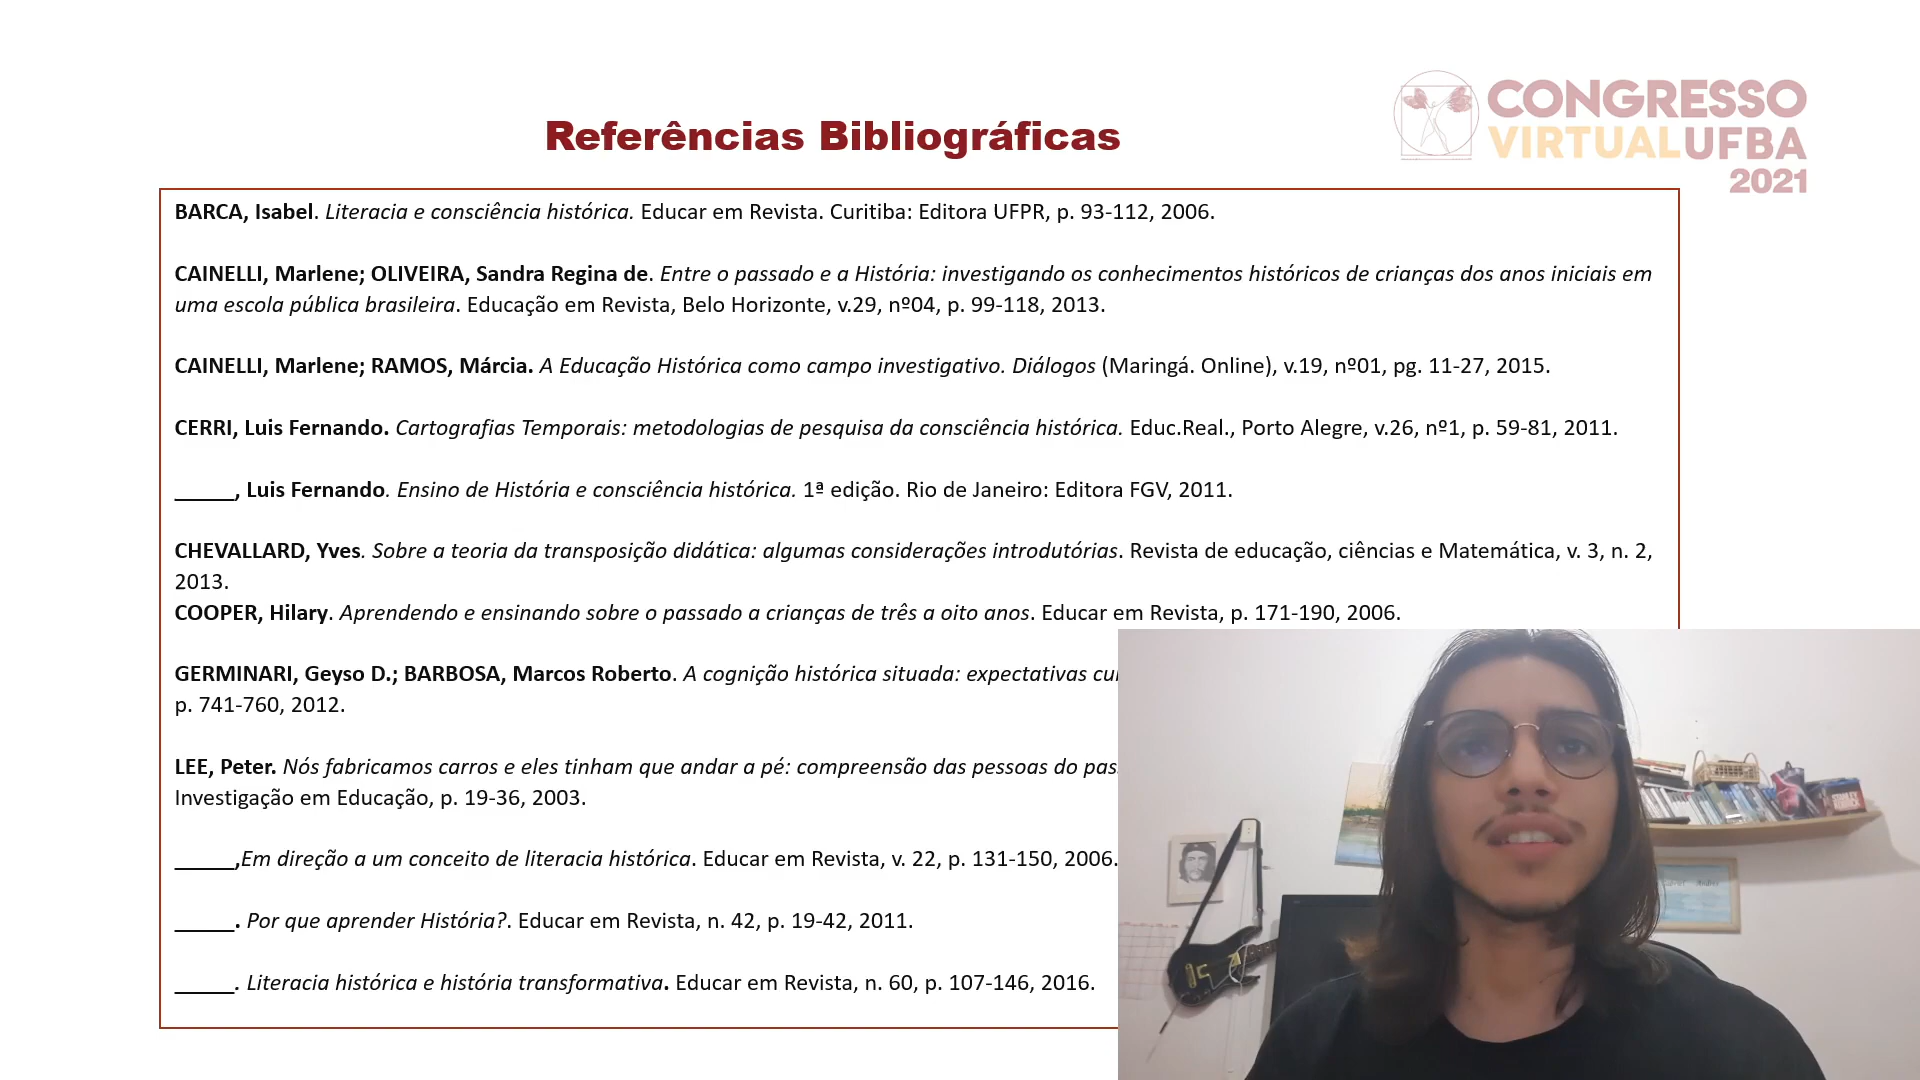 CONGRESSO
VIRTUAL UFBA
2021
Referências Bibliográficas
BARCA, Isabel. Literacia e consciência histórica. Educar em Revista. Curitiba: Editora UFPR, p. 93-112, 2006.
CAINELLI, Marlene; OLIVEIRA, Sandra Regina de. Entre o passado e a História: investigando os conhecimentos históricos de crianças dos anos iniciais em
uma escola pública brasileira. Educação em Revista, Belo Horizonte, v.29, nº04, p. 99-118, 2013.
CAINELLI, Marlene; RAMOS, Márcia. A Educação Histórica como campo investigativo. Diálogos (Maringá. Online), v.19, nº01, pg. 11-27, 2015.
CERRI, Luis Fernando. Cartografias Temporais: metodologias de pesquisa da consciência histórica. Educ.Real., Porto Alegre, v.26, nº1, p. 59-81, 2011.
_____, Luis Fernando. Ensino de História e consciência histórica. 1ª edição. Rio de Janeiro: Editora FGV, 2011.
CHEVALLARD, Yves. Sobre a teoria da transposição didática: algumas considerações introdutórias. Revista de educação, ciências e Matemática, v. 3, n. 2,
2013.
COOPER, Hilary. Aprendendo e ensinando sobre o passado a crianças de três a oito anos. Educar em Revista, p. 171-190, 2006.
GERMINARI, Geyso D.; BARBOSA, Marcos Roberto. A cognição histórica situada: expectativas
p. 741-760, 2012.
LEE, Peter. Nós fabricamos carros e eles tinham que andar a pé: compreensão das pessoas do
Investigação em Educação, p. 19-36, 2003.
_____,Em direção a um conceito de literacia histórica. Educar em Revista, v. 22, p. 131-150, 2006.
_____. Por que aprender História?. Educar em Revista, n. 42, p. 19-42, 2011.
_____. Literacia histórica e história transformativa. Educar em Revista, n. 60, p. 107-146, 2016.